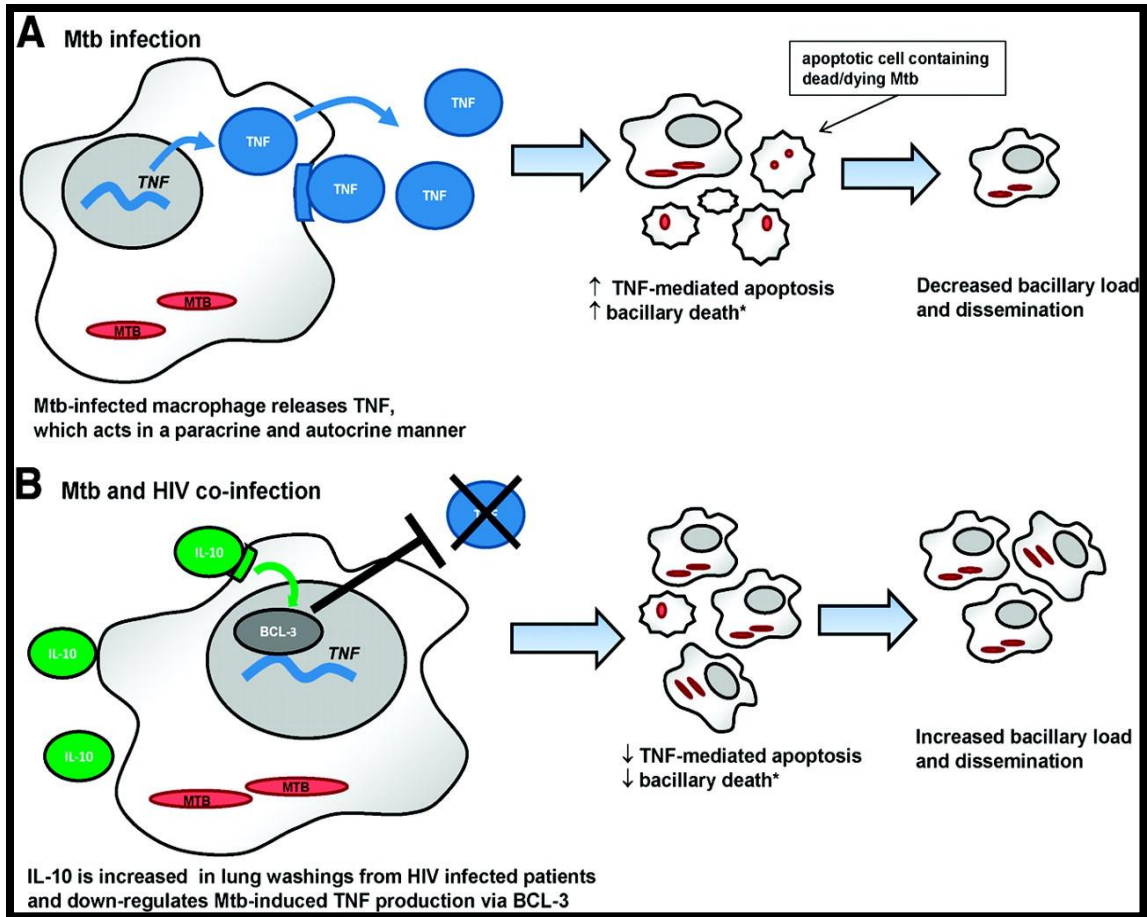 A Mtb infection
apoptotic cell containing
dead/dying Mtb
TNF
TNF
TNF
TNF
TNF
TNF
MTB
MTB
↑ TNF-mediated apoptosis
↑ bacillary death*
Decreased bacillary load
and dissemination
Mtb-infected macrophage releases TNF,
which acts in a paracrine and autocrine manner
B Mtb and HIV co-infection
IL-10
BCL-3
TNF
IL-10
IL-10
MTB
MTB
↓ TNF-mediated apoptosis
↓ bacillary death*
Increased bacillary load
and dissemination
IL-10 is increased in lung washings from HIV infected patients
and down-regulates Mtb-induced TNF production via BCL-3